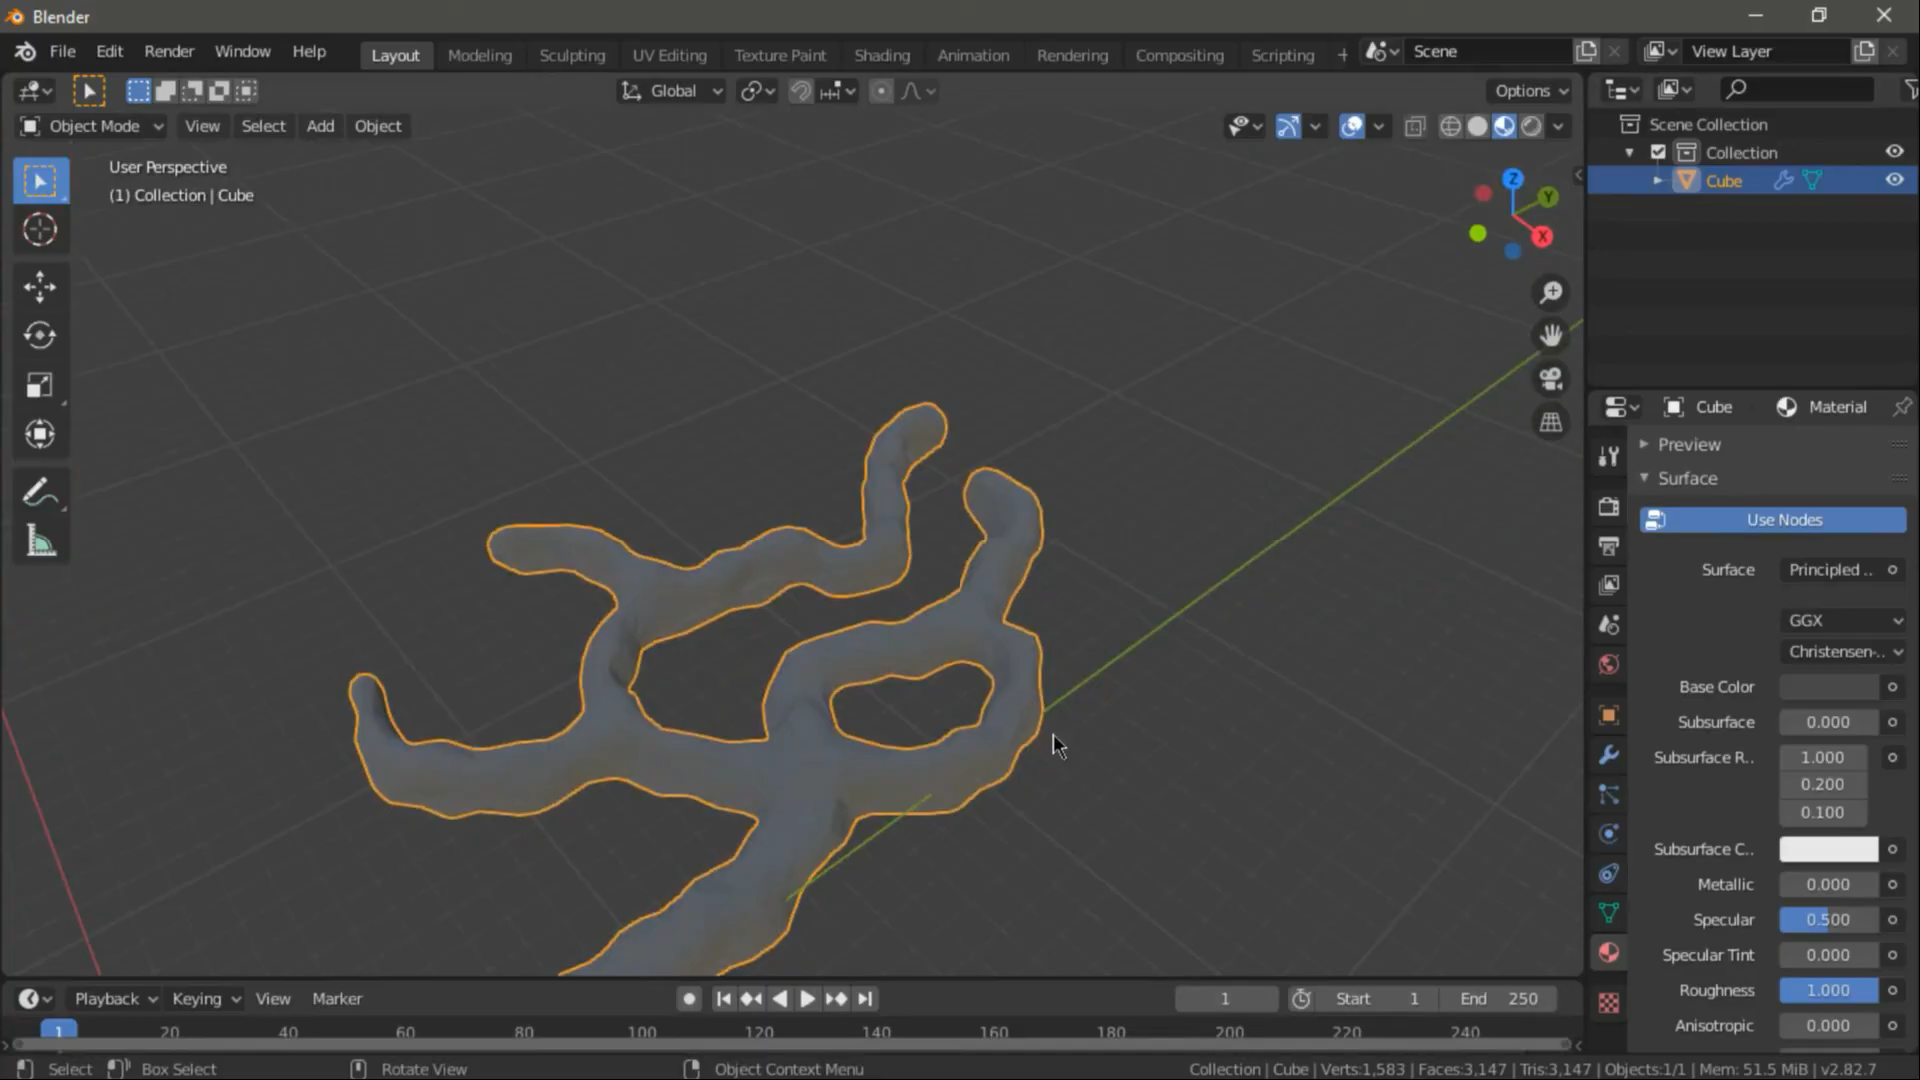 Blender
File Edit Render Window Help
Layout Modeling Sculpting UV Editing Texture Paint Shading Animation Rendering Compositing Scripting +
Scene
View Layer
Global
Options
Object Mode View Select Add Object
User Perspective
(1) Collection | Cube
Z
Y
X
Scene Collection
Collection
Cube
Cube Material
Preview
Surface
Use Nodes
Surface Principled ..
GGX
Christensen-..
Base Color
Subsurface 0.000
Subsurface R.. 1.000
0.200
0.100
Subsurface C..
Metallic 0.000
Specular 0.500
Specular Tint 0.000
Roughness 1.000
Anisotropic 0.000
Playback Keying View Marker
1
Start 1
End 250
1 20 40 60 80 100 120 140 160 180 200 220 240
Select Box Select Rotate View Object Context Menu
Collection | Cube | Verts:1,583 | Faces:3,147 | Tris:3,147 | Objects:1/1 | Mem: 51.5 MiB | v2.82.7